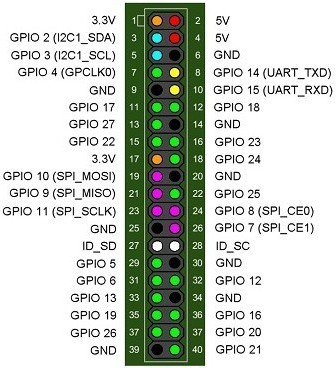 3.3V 1 2 5V
GPIO 2 (I2C1_SDA) 3 4 5V
GPIO 3 (I2C1_SCL) 5 6 GND
GPIO 4 (GPCLK0) 7 8 GPIO 14 (UART_TXD)
GND 9 10 GPIO 15 (UART_RXD)
GPIO 17 11 12 GPIO 18
GPIO 27 13 14 GND
GPIO 22 15 16 GPIO 23
3.3V 17 18 GPIO 24
GPIO 10 (SPI_MOSI) 19 20 GND
GPIO 9 (SPI_MISO) 21 22 GPIO 25
GPIO 11 (SPI_SCLK) 23 24 GPIO 8 (SPI_CE0)
GND 25 26 GPIO 7 (SPI_CE1)
ID_SD 27 28 ID_SC
GPIO 5 29 30 GND
GPIO 6 31 32 GPIO 12
GPIO 13 33 34 GND
GPIO 19 35 36 GPIO 16
GPIO 26 37 38 GPIO 20
GND 39 40 GPIO 21